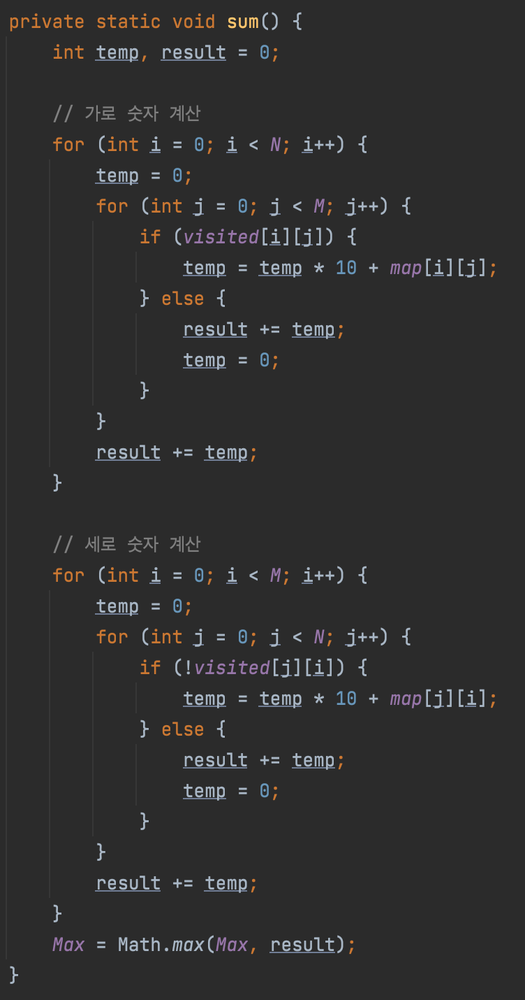 private static void sum() {
    int temp, result = 0;

    // 가로 숫자 계산
    for (int i = 0; i < N; i++) {
        temp = 0;
        for (int j = 0; j < M; j++) {
            if (visited[i][j]) {
                temp = temp * 10 + map[i][j];
            } else {
                result += temp;
                temp = 0;
            }
        }
        result += temp;
    }

    // 세로 숫자 계산
    for (int i = 0; i < M; i++) {
        temp = 0;
        for (int j = 0; j < N; j++) {
            if (!visited[j][i]) {
                temp = temp * 10 + map[j][i];
            } else {
                result += temp;
                temp = 0;
            }
        }
        result += temp;
    }
    Max = Math.max(Max, result);
}